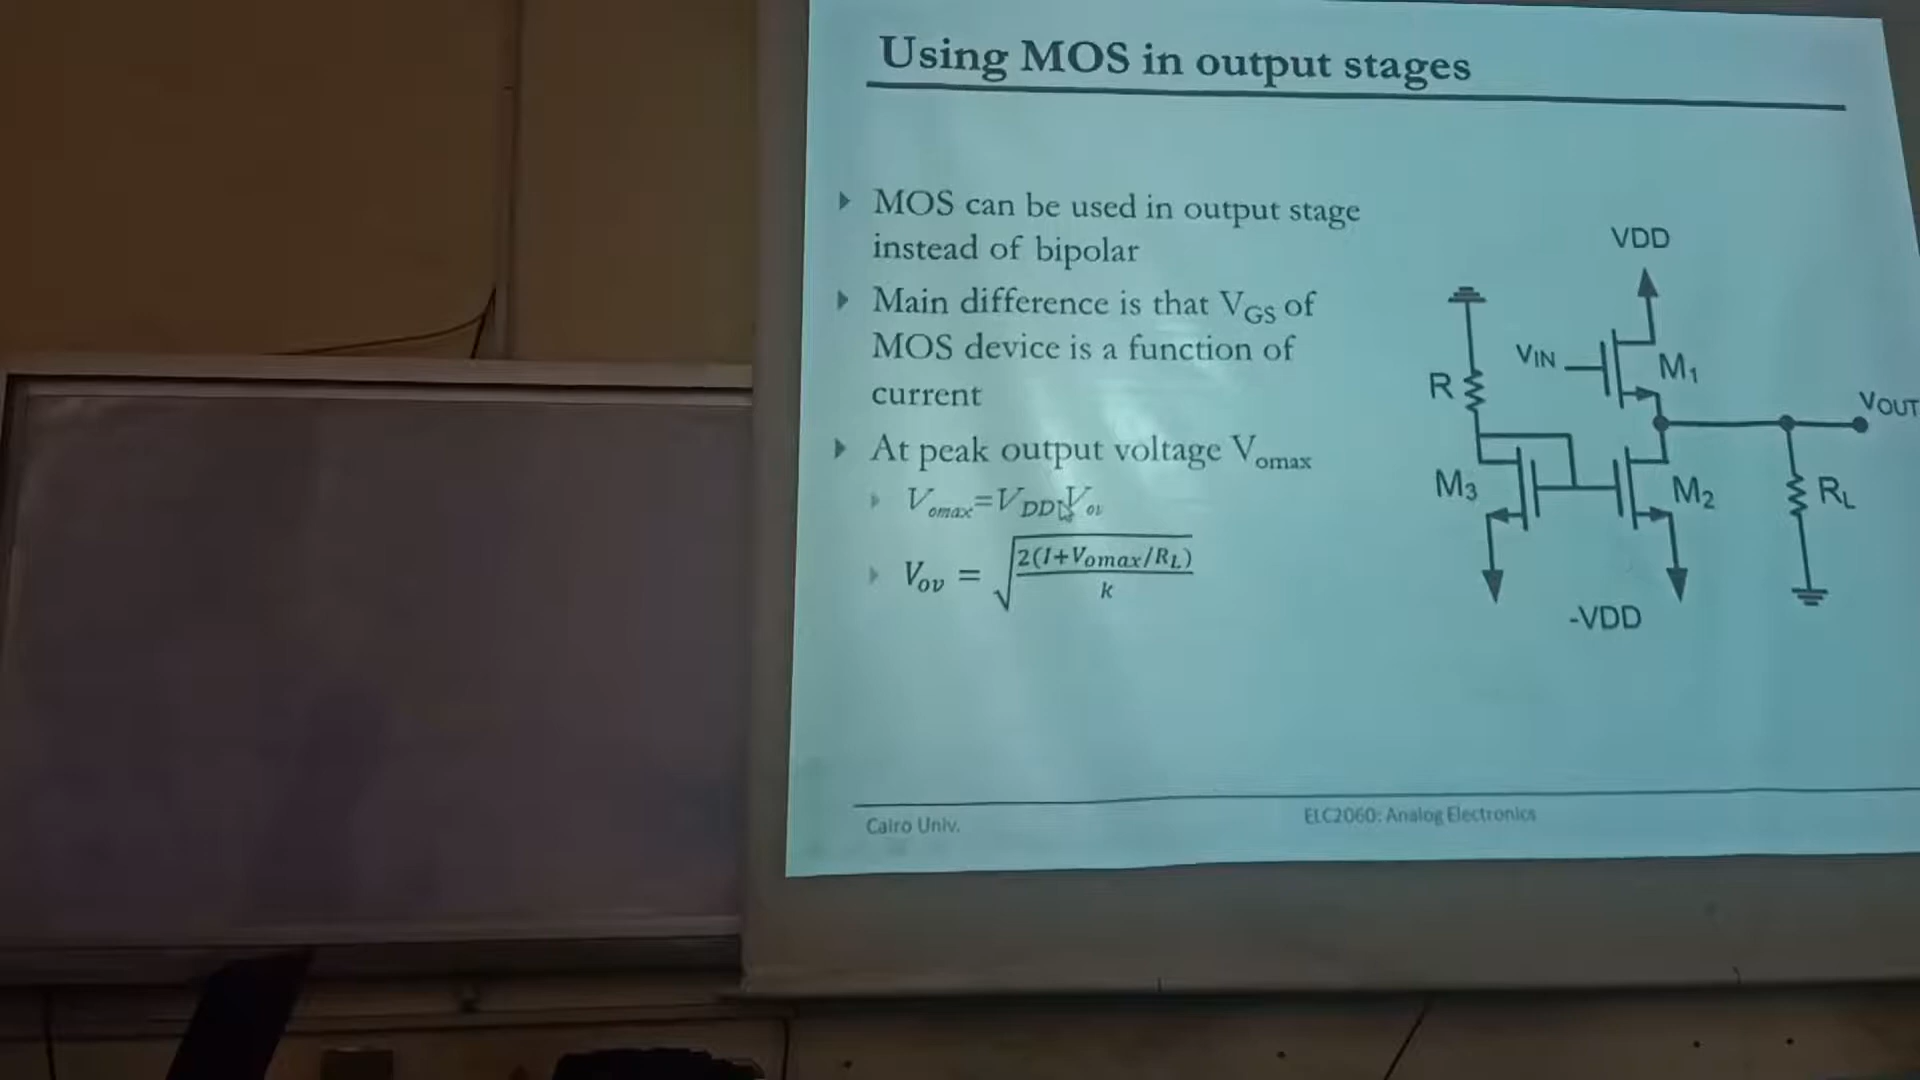 Using MOS in output stages
MOS can be used in output stage
instead of bipolar
Main difference is that VGS of
MOS device is a function of
current
At peak output voltage Vomax
Vomax=VDD-Vov
Vov = √(2(I+Vomax/RL)/k)
VDD
VIN
M1
R
VOUT
M3
M2
RL
-VDD
Cairo Univ.
ELC2060: Analog Electronics